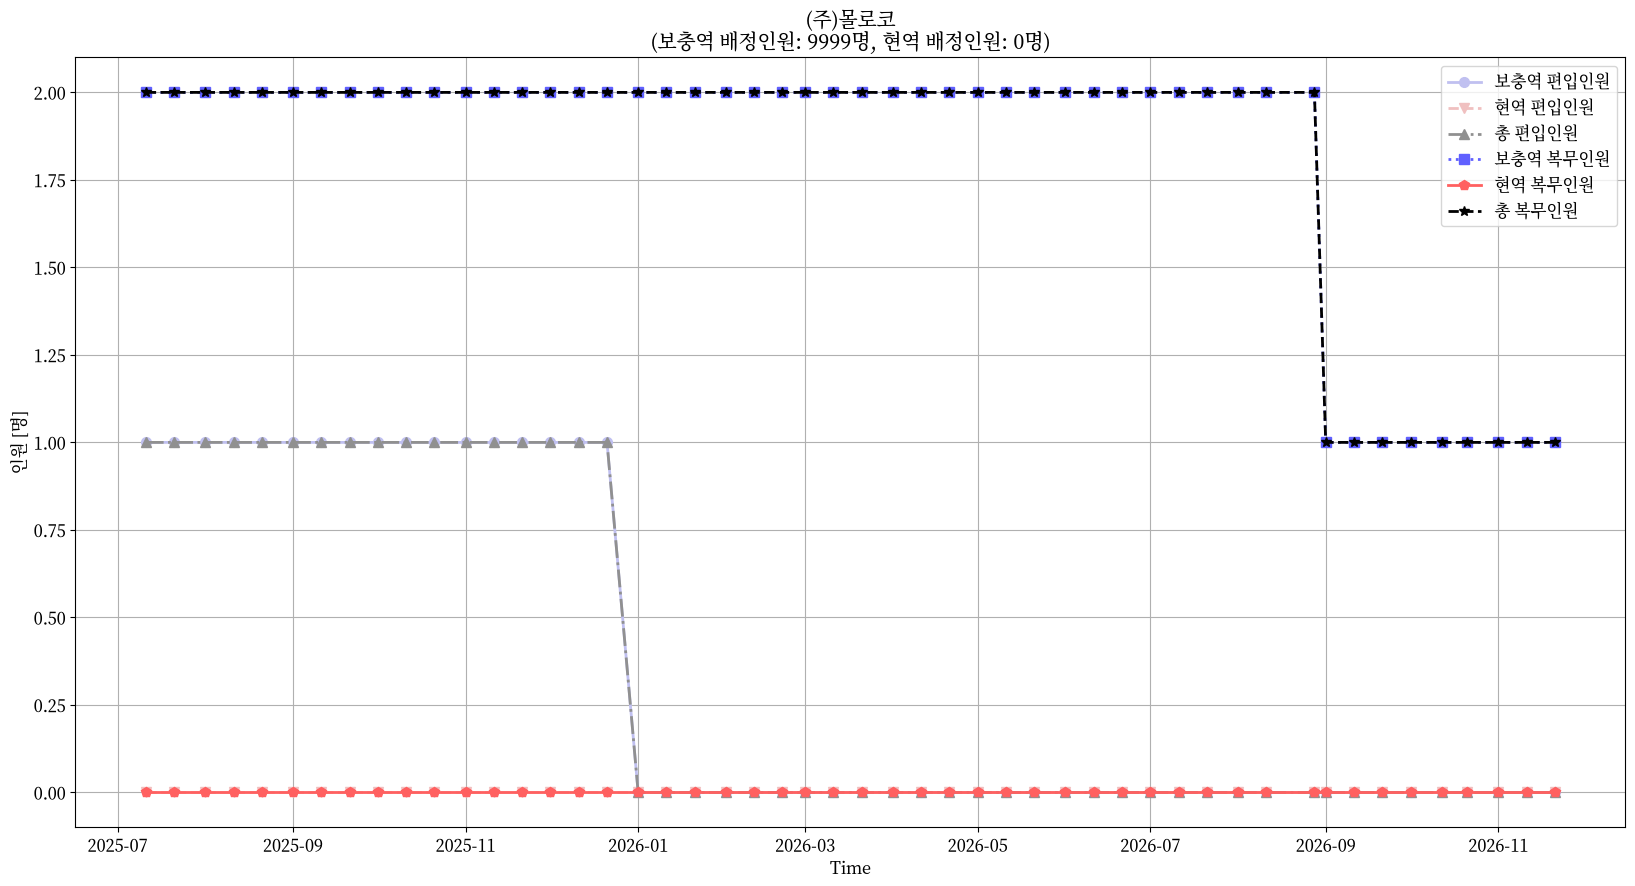 (주)몰로코
(보충역 배정인원: 9999명, 현역 배정인원: 0명)
보충역 편입인원
현역 편입인원
총 편입인원
보충역 복무인원
현역 복무인원
총 복무인원
인원 [명]
2.00
1.75
1.50
1.25
1.00
0.75
0.50
0.25
0.00
2025-07 2025-09 2025-11 2026-01 2026-03 2026-05 2026-07 2026-09 2026-11
Time